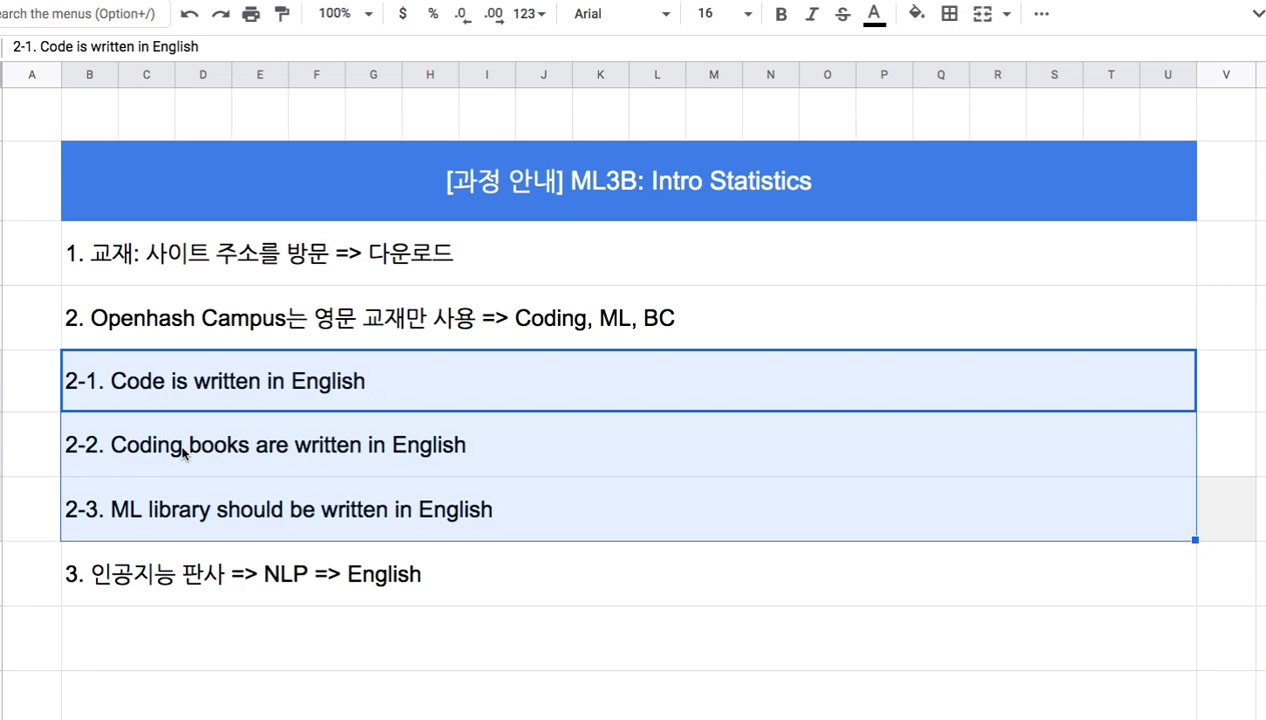 earch the menus (Option+/) 100% $ % .0 .00 123 Arial 16 B I S A
2-1. Code is written in English
A B C D E F G H I J K L M N O P Q R S T U V
[과정 안내] ML3B: Intro Statistics
1. 교재: 사이트 주소를 방문 => 다운로드
2. Openhash Campus는 영문 교재만 사용 => Coding, ML, BC
2-1. Code is written in English
2-2. Coding books are written in English
2-3. ML library should be written in English
3. 인공지능 판사 => NLP => English